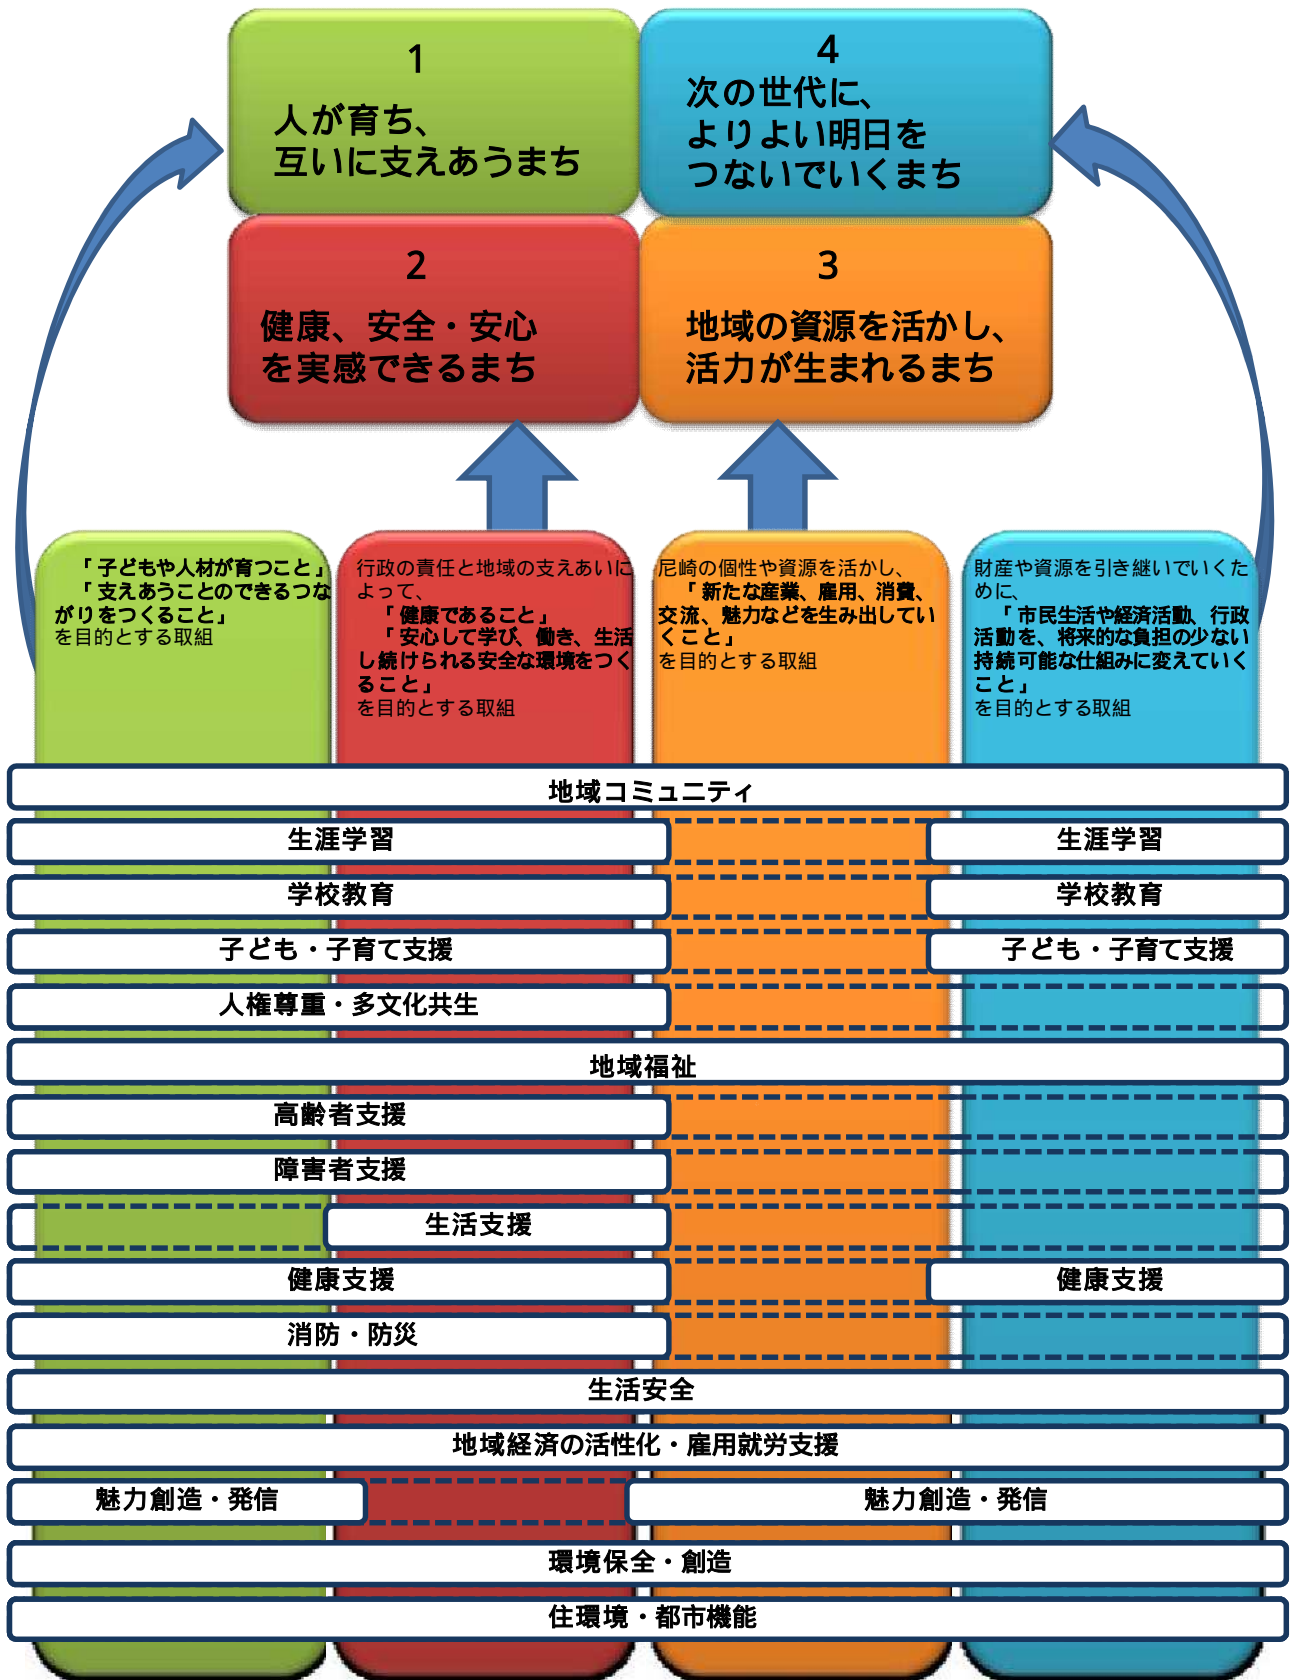 1
人が育ち、
互いに支えあうまち
4
次の世代に、
よりよい明日を
つないでいくまち
2
健康、安全・安心
を実感できるまち
3
地域の資源を活かし、
活力が生まれるまち
「子どもや人材が育つこと」
「支えあうことのできるつな
がりをつくること」
を目的とする取組
行政の責任と地域の支えあいに
よって、
「健康であること」
「安心して学び、働き、生活
し続けられる安全な環境をつく
ること」
を目的とする取組
尼崎の個性や資源を活かし、
「新たな産業、雇用、消費、
交流、魅力などを生み出してい
くこと」
を目的とする取組
財産や資源を引き継いでいくた
めに、
「市民生活や経済活動、行政
活動を、将来的な負担の少ない
持続可能な仕組みに変えていく
こと」
を目的とする取組
地域コミュニティ
生涯学習 生涯学習
学校教育 学校教育
子ども・子育て支援 子ども・子育て支援
人権尊重・多文化共生
地域福祉
高齢者支援
障害者支援
生活支援
健康支援 健康支援
消防・防災
生活安全
地域経済の活性化・雇用就労支援
魅力創造・発信 魅力創造・発信
環境保全・創造
住環境・都市機能